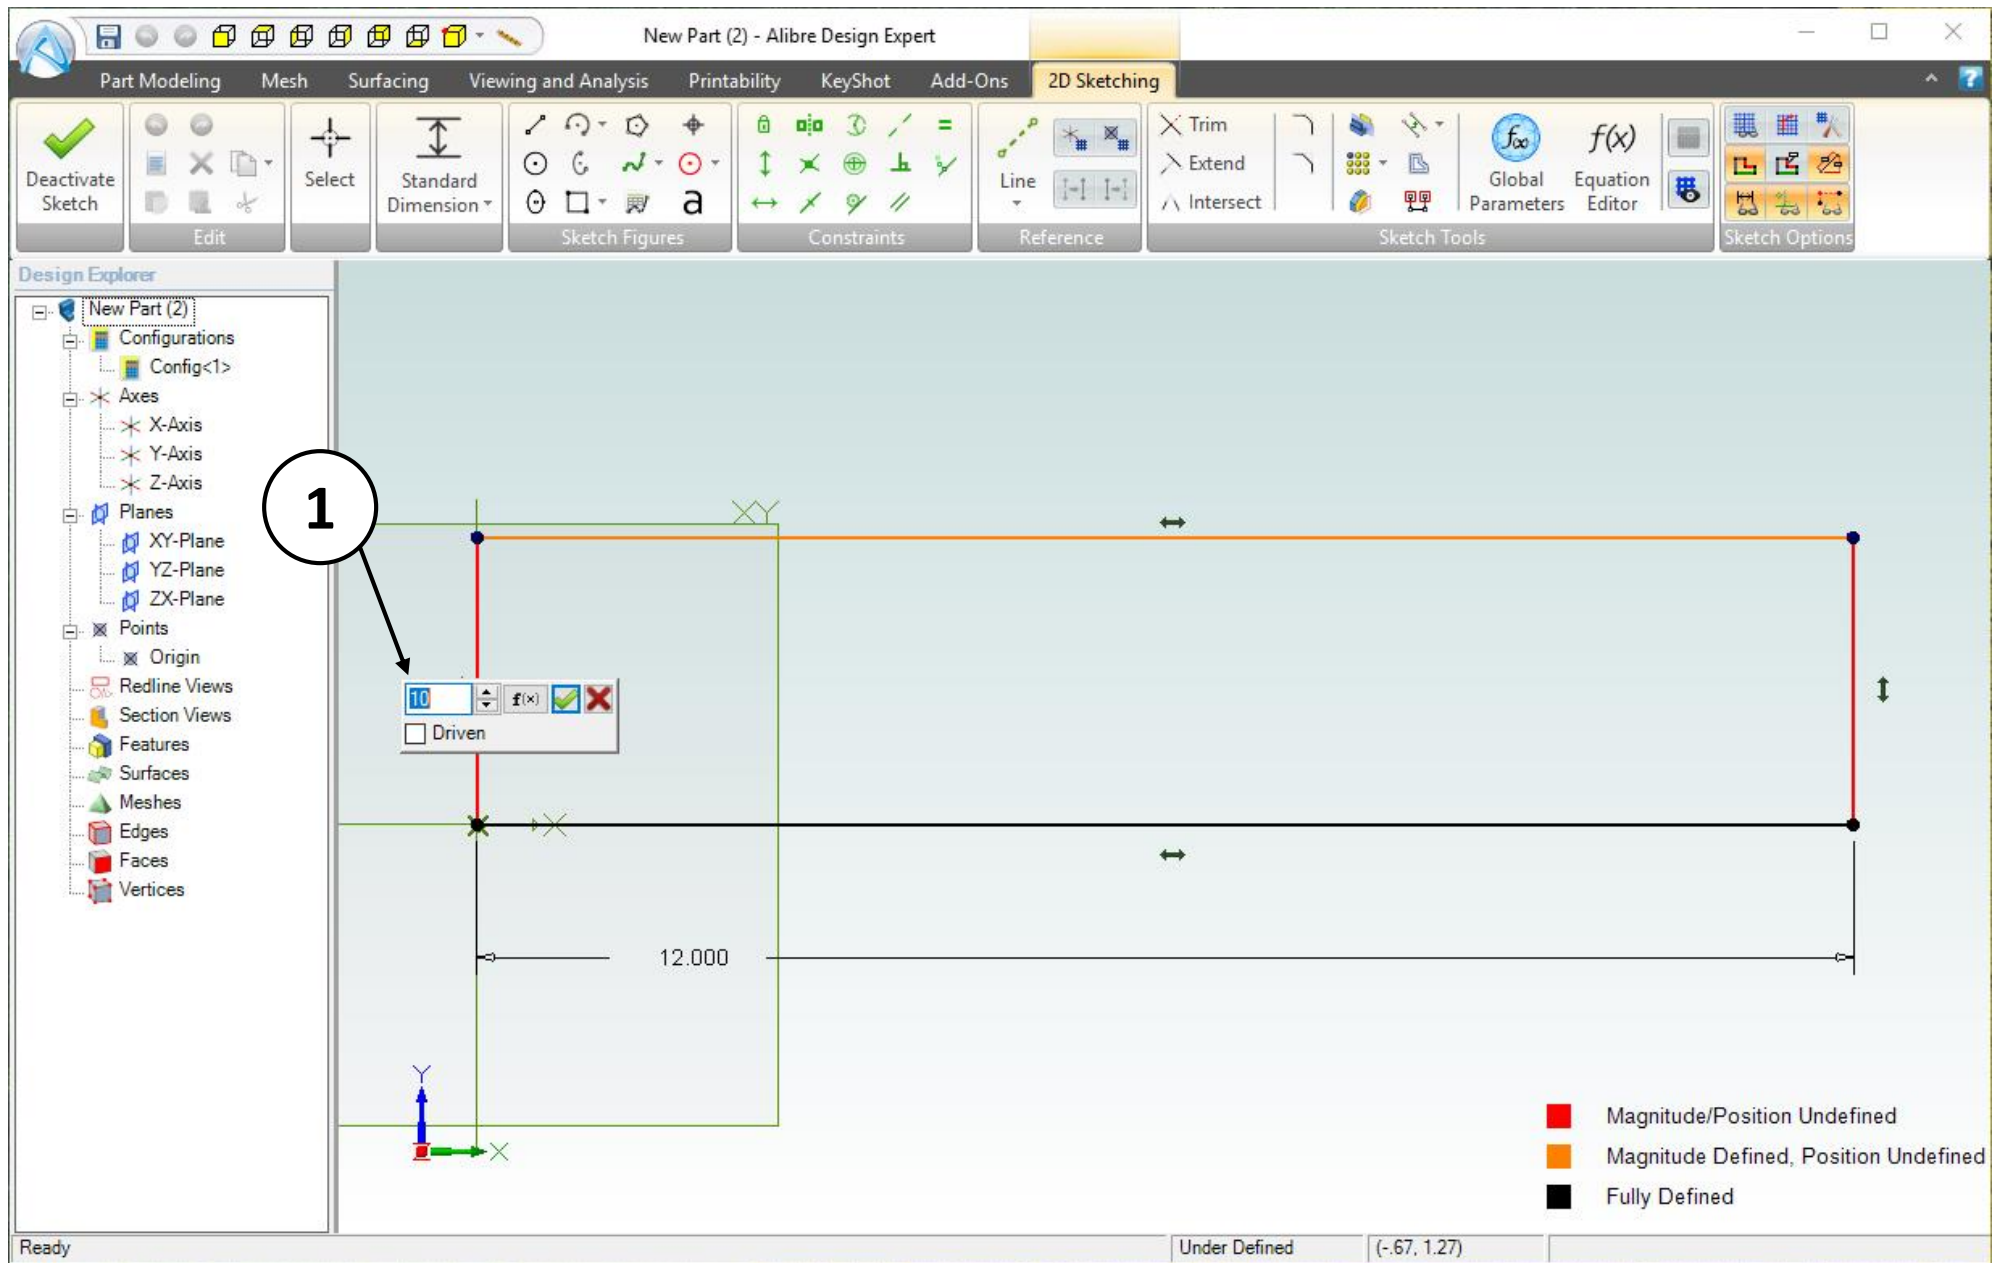 New Part (2) - Alibre Design Expert
Part Modeling Mesh Surfacing Viewing and Analysis Printability KeyShot Add-Ons 2D Sketching
Deactivate Sketch
Select
Standard Dimension
a
Line
Trim
Extend
Intersect
Global Parameters
f(x)
Equation Editor
Edit Sketch Figures Constraints Reference Sketch Tools Sketch Options
Design Explorer
New Part (2)
Configurations
Config<1>
Axes
X-Axis
Y-Axis
Z-Axis
Planes
XY-Plane
YZ-Plane
ZX-Plane
Points
Origin
Redline Views
Section Views
Features
Surfaces
Meshes
Edges
Faces
Vertices
1
XY
10 f(x)
Driven
X
12.000
Y
X
Magnitude/Position Undefined
Magnitude Defined, Position Undefined
Fully Defined
Ready Under Defined (-.67, 1.27)